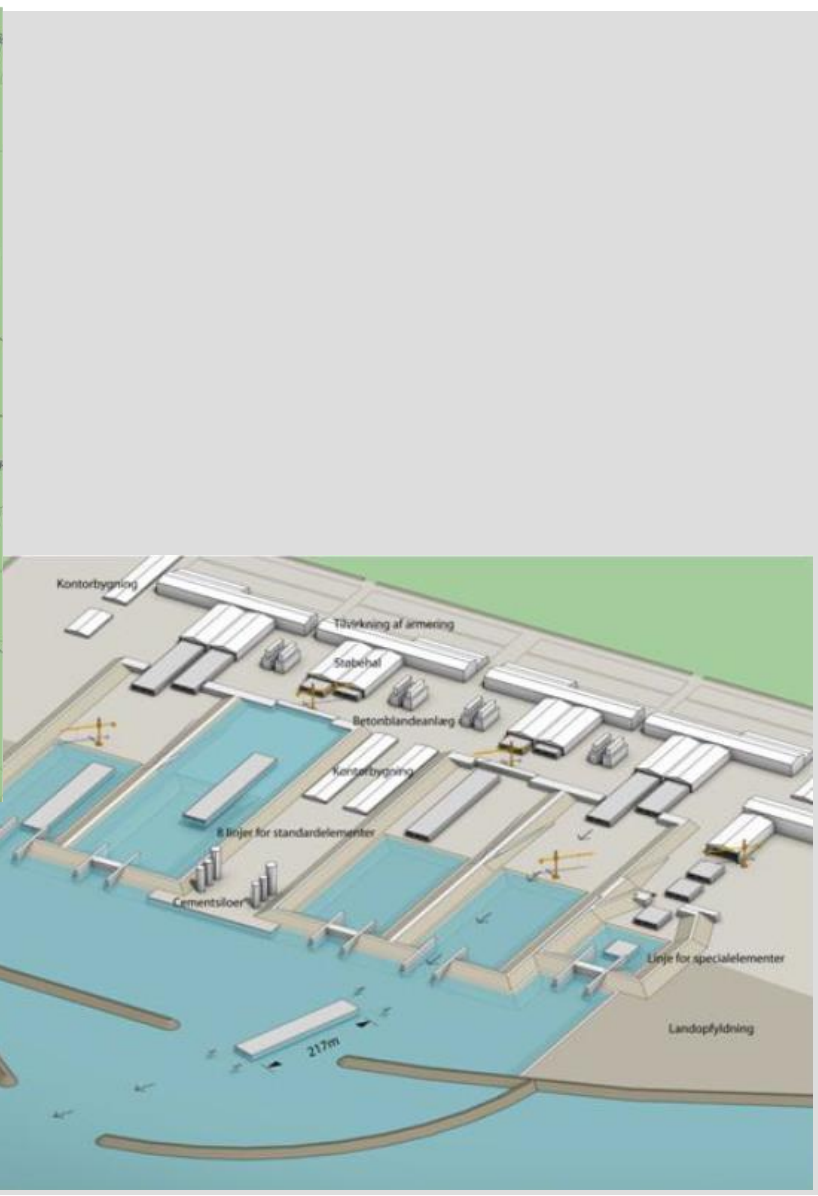 Kontorbygning
Tilvirkning af armering
Støbehal
Betonblandeanlæg
Kontorbygning
8 linjer for standardelementer
Cementsiloer
Linje for specialelementer
Landopfyldning
217m